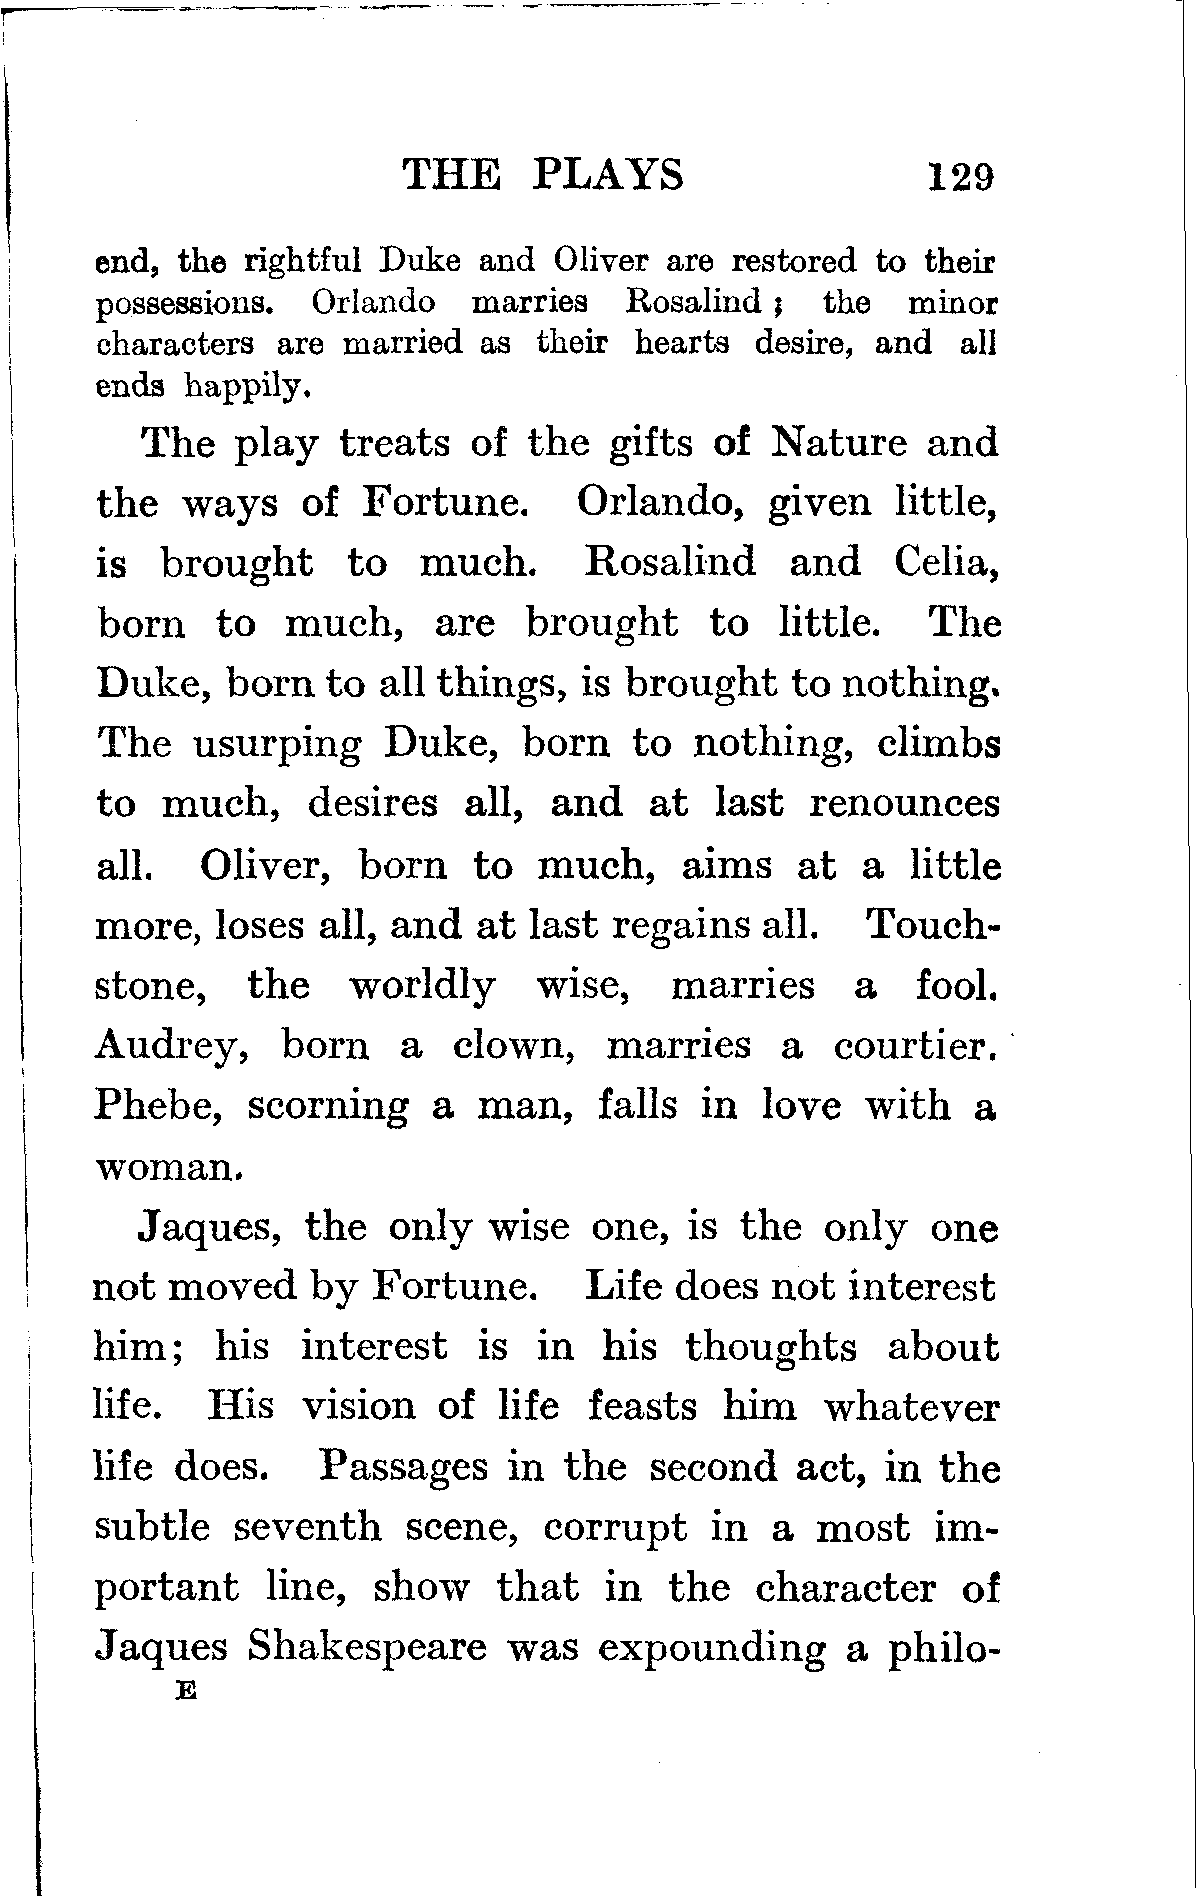 THE PLAYS 129
end, the rightful Duke and Oliver are restored to their
possessions. Orlando marries Rosalind ; the minor
characters are married as their hearts desire, and all
ends happily.
The play treats of the gifts of Nature and
the ways of Fortune. Orlando, given little,
is brought to much. Rosalind and Celia,
born to much, are brought to little. The
Duke, born to all things, is brought to nothing.
The usurping Duke, born to nothing, climbs
to much, desires all, and at last renounces
all. Oliver, born to much, aims at a little
more, loses all, and at last regains all. Touch-
stone, the worldly wise, marries a fool.
Audrey, born a clown, marries a courtier.
Phebe, scorning a man, falls in love with a
woman.
Jaques, the only wise one, is the only one
not moved by Fortune. Life does not interest
him; his interest is in his thoughts about
life. His vision of life feasts him whatever
life does. Passages in the second act, in the
subtle seventh scene, corrupt in a most im-
portant line, show that in the character of
Jaques Shakespeare was expounding a philo-
E